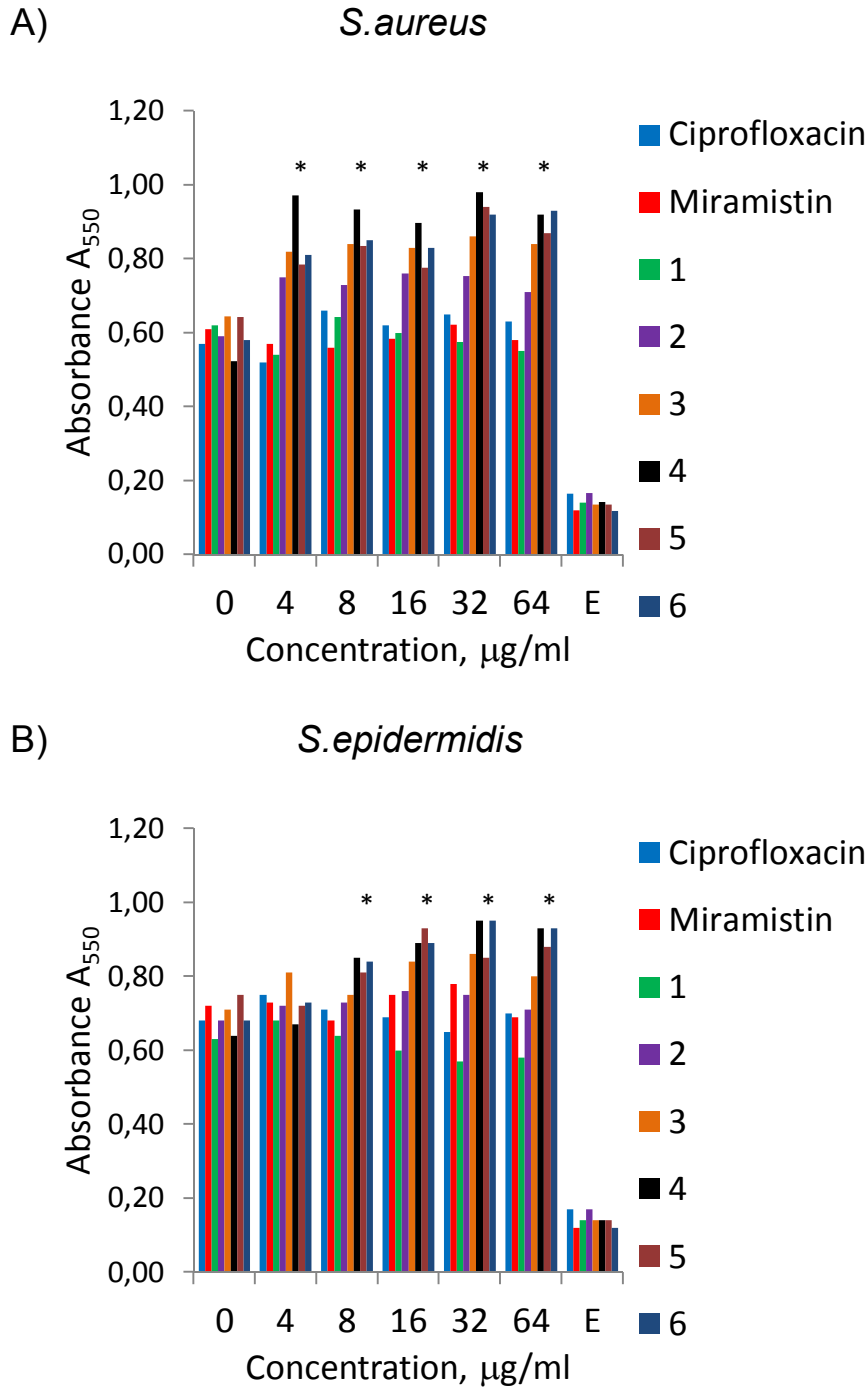 A)
S.aureus
1,20
1,00
0,80
0,60
0,40
0,20
0,00
Absorbance A550
* * * * *
0 4 8 16 32 64 E
Concentration, μg/ml
Ciprofloxacin
Miramistin
1
2
3
4
5
6
B)
S.epidermidis
1,20
1,00
0,80
0,60
0,40
0,20
0,00
Absorbance A550
* * * *
0 4 8 16 32 64 E
Concentration, μg/ml
Ciprofloxacin
Miramistin
1
2
3
4
5
6